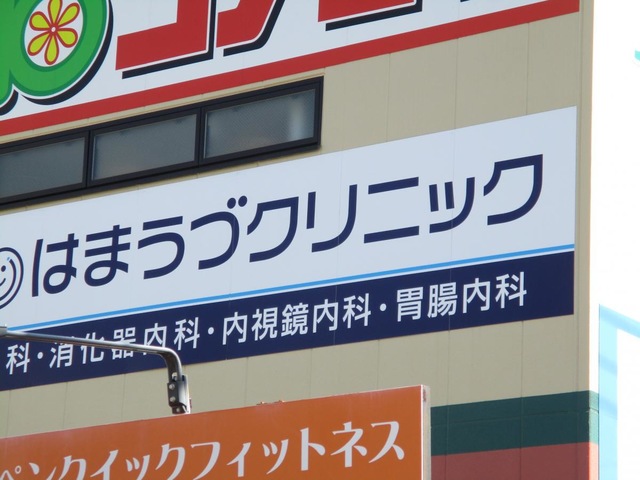 はまうづクリニック
科・消化器内科・内視鏡内科・胃腸内科
ペンクイックフィットネス